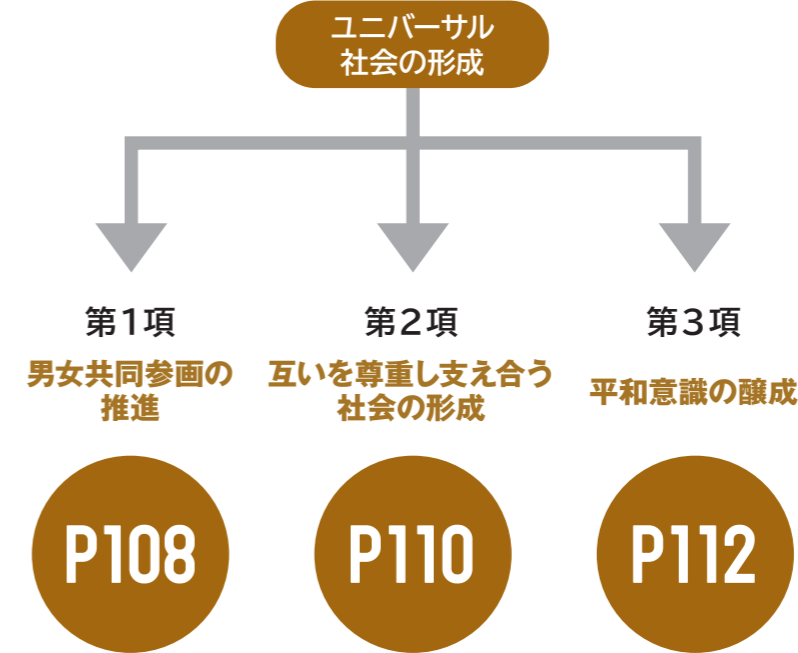 ユニバーサル
社会の形成
第1項
男女共同参画の
推進
P108
第2項
互いを尊重し支え合う
社会の形成
P110
第3項
平和意識の醸成
P112